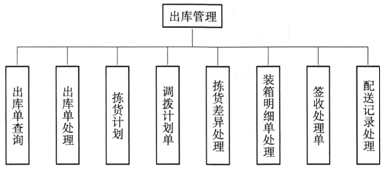 出库管理
出库单查询
出库单处理
拣货计划
调拨计划单
拣货差异处理
装箱明细单处理
签收处理单
配送记录处理